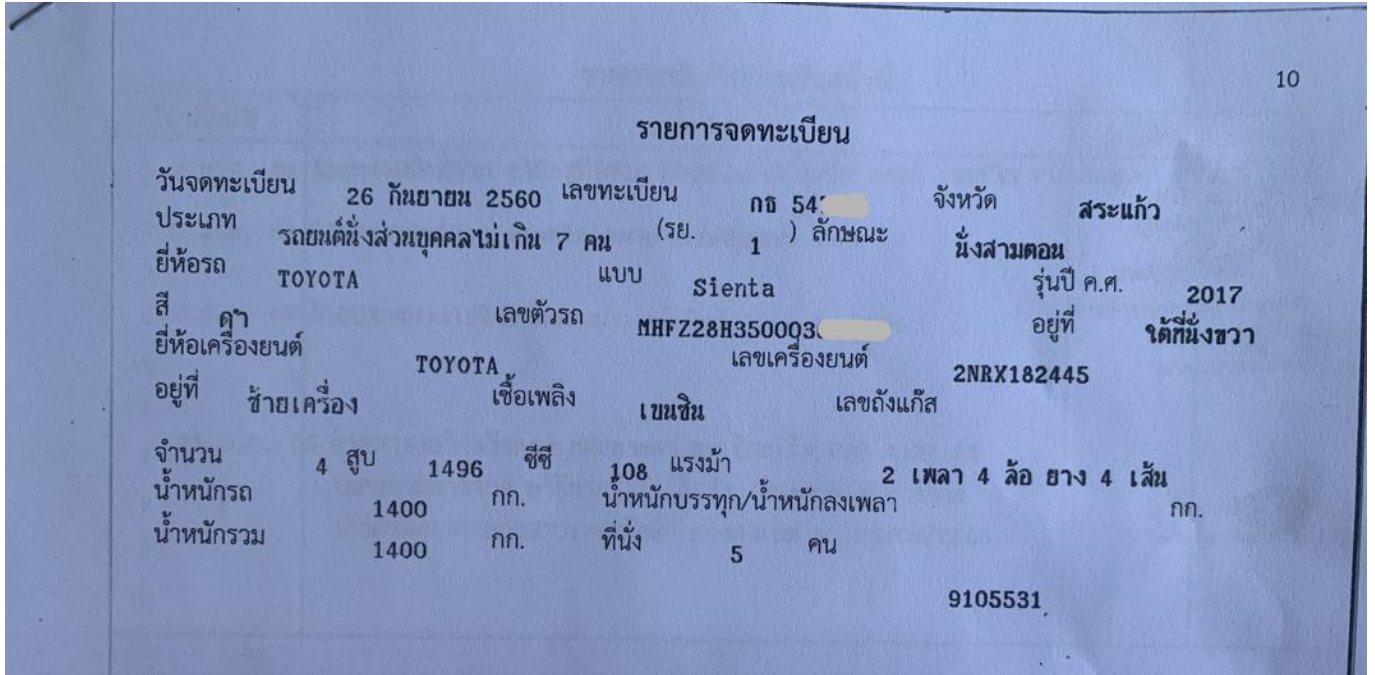 10
รายการจดทะเบียน
วันจดทะเบียน 26 กันยายน 2560 เลขทะเบียน กธ 54 จังหวัด สระแก้ว
ประเภท รถยนต์นั่งส่วนบุคคลไม่เกิน 7 คน (รย. 1 ) ลักษณะ นั่งสามตอน
ยี่ห้อรถ TOYOTA แบบ Sienta รุ่นปี ค.ศ. 2017
สี ดำ เลขตัวรถ MHFZ28H350003 อยู่ที่ ใต้ที่นั่งขวา
ยี่ห้อเครื่องยนต์ TOYOTA เลขเครื่องยนต์ 2NRX182445
อยู่ที่ ซ้ายเครื่อง เชื้อเพลิง เบนซิน เลขถังแก๊ส
จำนวน 4 สูบ 1496 ซีซี 108 แรงม้า 2 เพลา 4 ล้อ ยาง 4 เส้น
น้ำหนักรถ 1400 กก. น้ำหนักบรรทุก/น้ำหนักลงเพลา กก.
น้ำหนักรวม 1400 กก. ที่นั่ง 5 คน
9105531